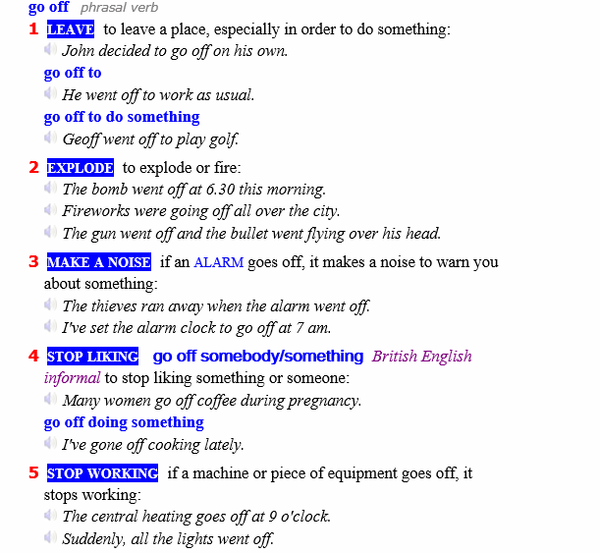 go off phrasal verb
1 LEAVE to leave a place, especially in order to do something:
John decided to go off on his own.
go off to
He went off to work as usual.
go off to do something
Geoff went off to play golf.
2 EXPLODE to explode or fire:
The bomb went off at 6.30 this morning.
Fireworks were going off all over the city.
The gun went off and the bullet went flying over his head.
3 MAKE A NOISE if an ALARM goes off, it makes a noise to warn you
about something:
The thieves ran away when the alarm went off.
I've set the alarm clock to go off at 7 am.
4 STOP LIKING go off somebody/something British English
informal to stop liking something or someone:
Many women go off coffee during pregnancy.
go off doing something
I've gone off cooking lately.
5 STOP WORKING if a machine or piece of equipment goes off, it
stops working:
The central heating goes off at 9 o'clock.
Suddenly, all the lights went off.